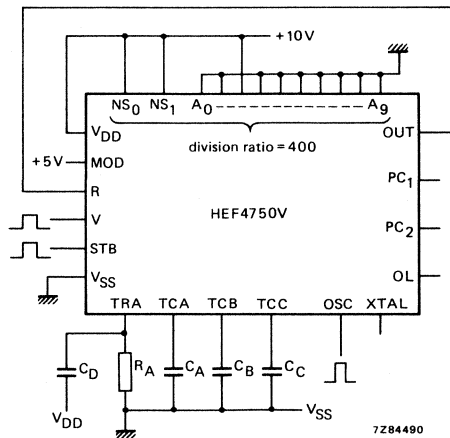 +10V
NS0 NS1 A0 A9
VDD
division ratio = 400
OUT
+5V MOD
PC1
R
HEF4750V
V
PC2
STB
OL
VSS
TRA TCA TCB TCC OSC XTAL
CD RA CA CB CC
VDD
VSS
7Z84490